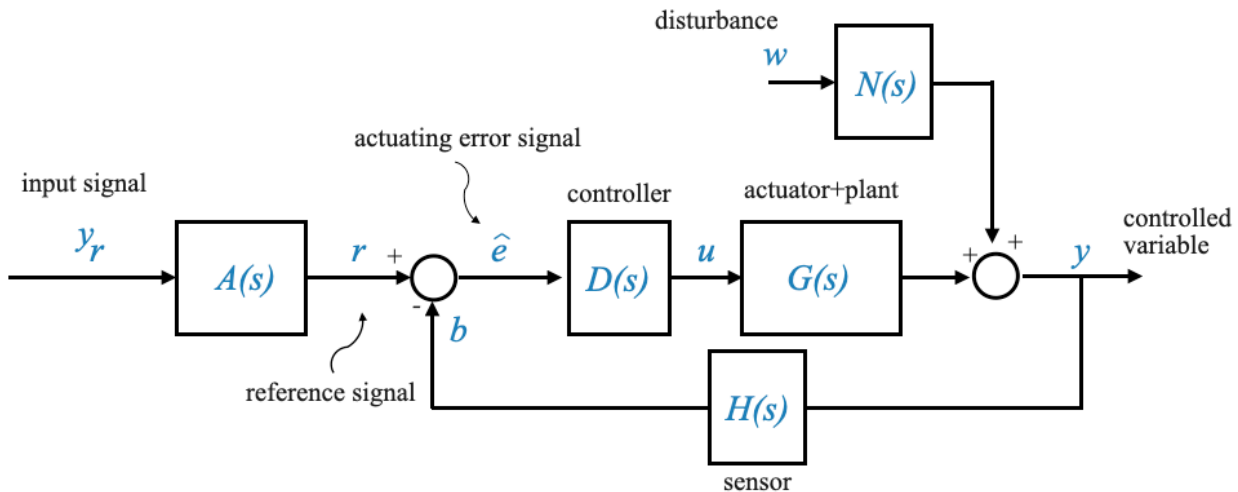 disturbance
w
N(s)
actuating error signal
input signal
controller
actuator+plant
controlled
variable
y_r
A(s)
r
+
ê
D(s)
u
G(s)
+
+
y
-
b
reference signal
H(s)
sensor